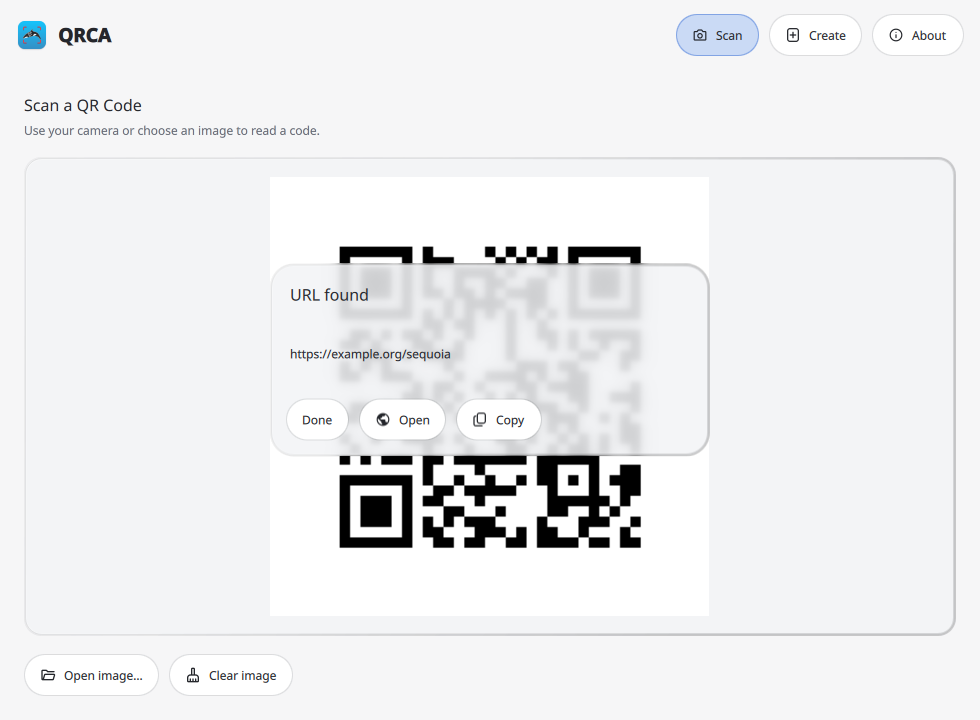 QRCA
Scan
Create
About
Scan a QR Code
Use your camera or choose an image to read a code.
URL found
https://example.org/sequoia
Done
Open
Copy
Open image...
Clear image